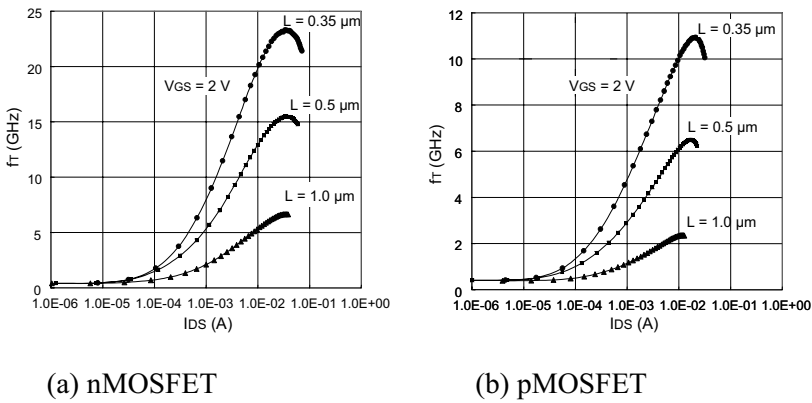 25
20
15
10
5
0
fT (GHz)
L = 0.35 μm
VGS = 2 V
L = 0.5 μm
L = 1.0 μm
1.0E-06 1.0E-05 1.0E-04 1.0E-03 1.0E-02 1.0E-01 1.0E+00
IDS (A)
(a) nMOSFET
12
10
8
6
4
2
0
fT (GHz)
L = 0.35 μm
VGS = 2 V
L = 0.5 μm
L = 1.0 μm
1.0E-06 1.0E-05 1.0E-04 1.0E-03 1.0E-02 1.0E-01 1.0E+00
IDS (A)
(b) pMOSFET